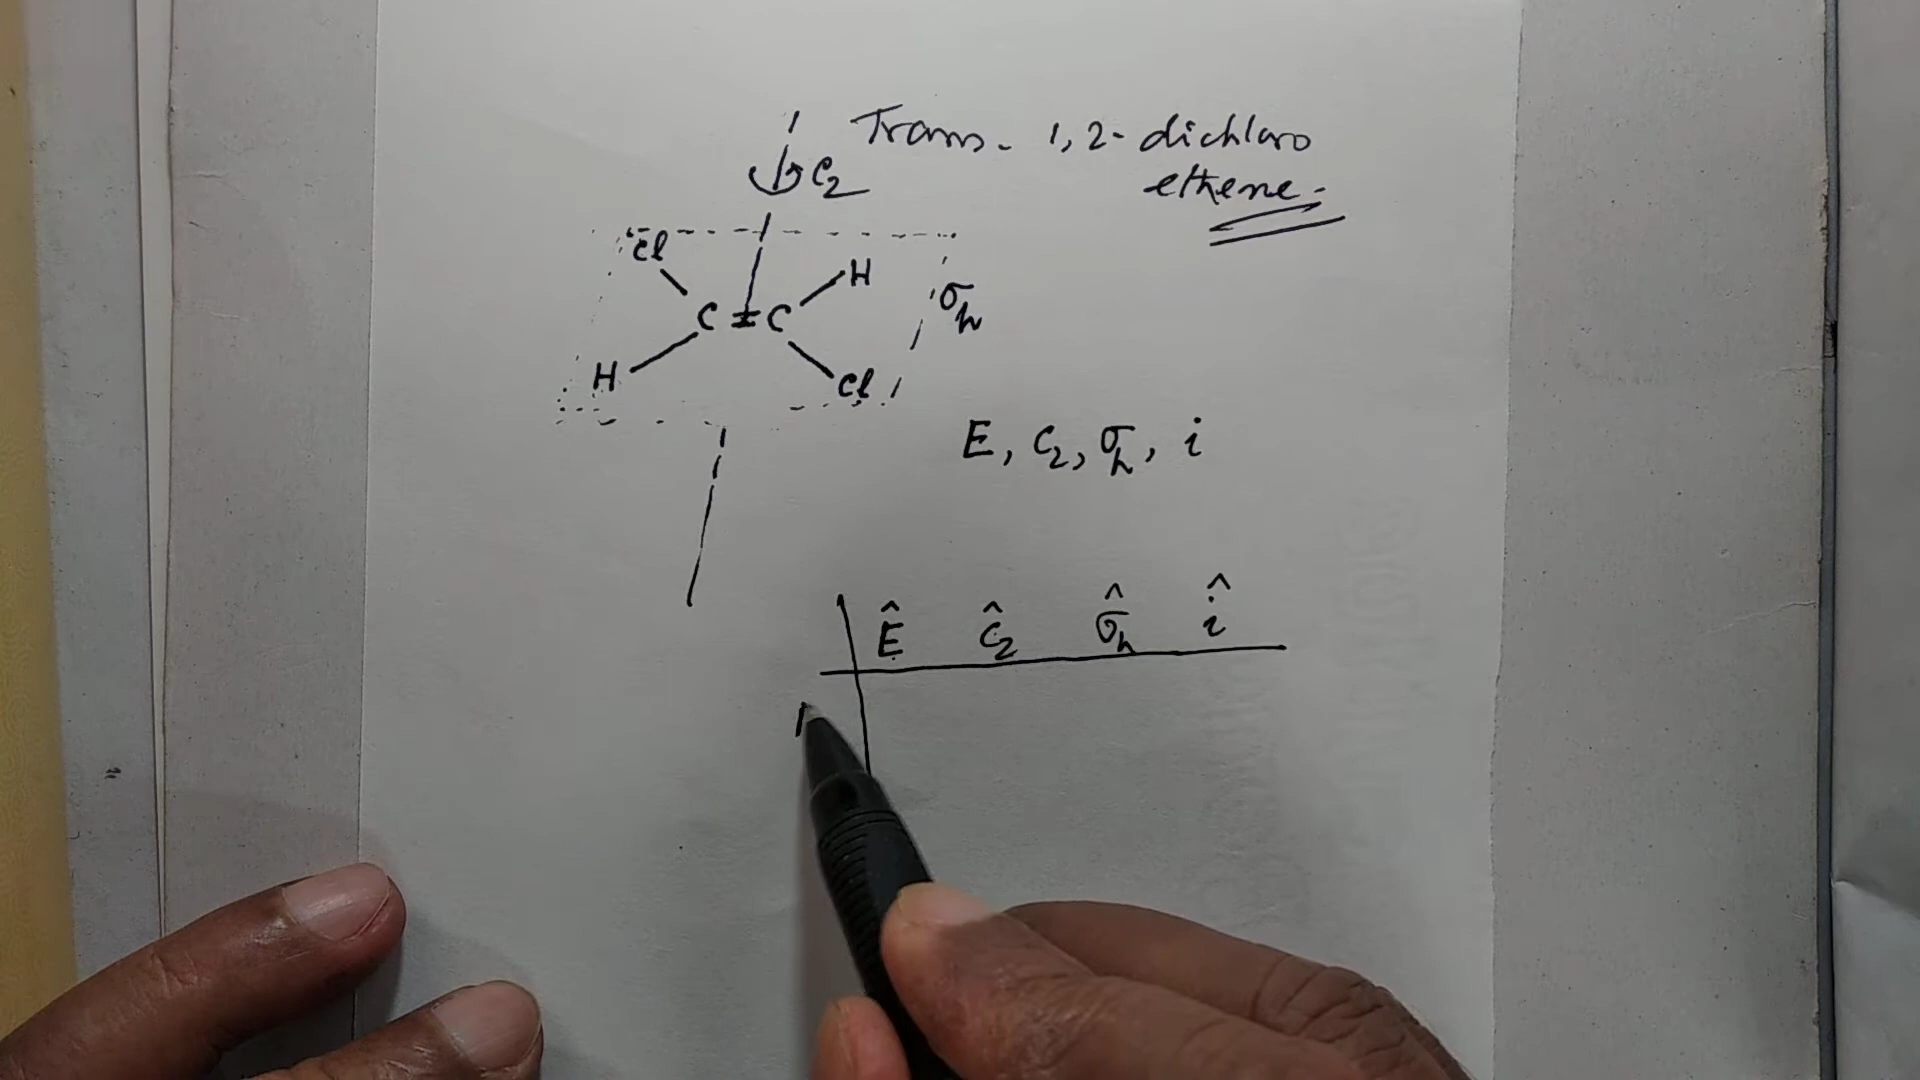 Trans- 1,2-dichloro
C₂
ethene-
Cl
H
σₕ
C = C
H
Cl
E, C₂, σₕ, i
Ê Ĉ₂ σ̂ₕ î